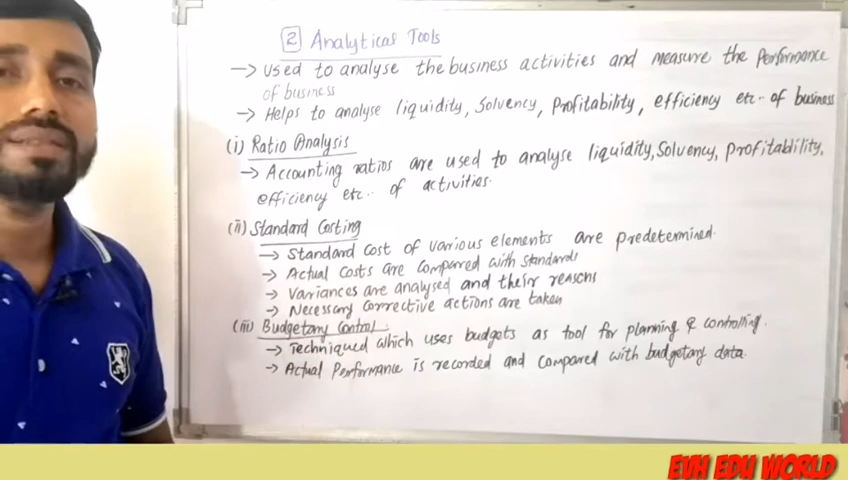 2 Analytical Tools
→ Used to analyse the business activities and measure the performance
of business
→ Helps to analyse liquidity, Solvency, Profitability, efficiency etc.. of business
(i) Ratio Analysis
→ Accounting ratios are used to analyse liquidity, Solvency, profitability,
efficiency etc.. of activities.
(ii) Standard Costing
→ Standard cost of various elements are predetermined.
→ Actual costs are compared with standards
→ Variances are analysed and their reasons
→ Necessary corrective actions are taken
(iii) Budgetary Control.
→ Techniqued which uses budgets as tool for planning & controlling.
→ Actual Performance is recorded and compared with budgetary data.
EVH EDU WORLD